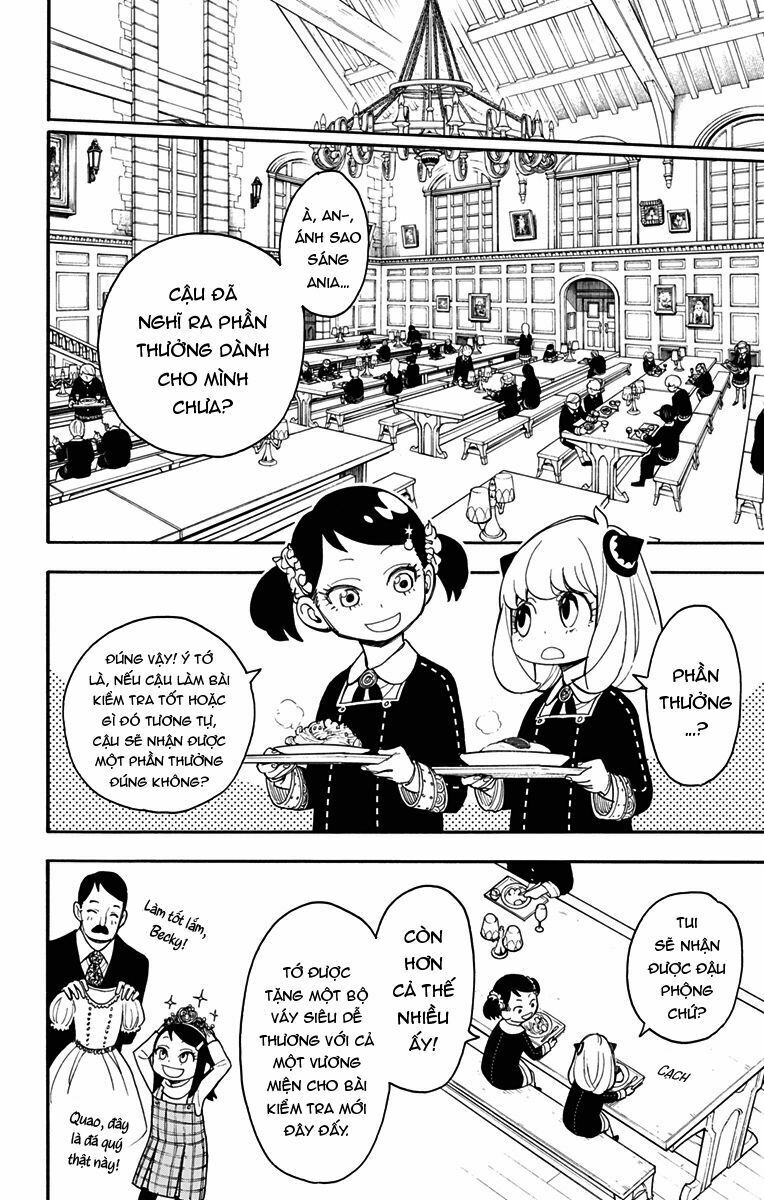 À, AN-,
ÁNH SAO
SÁNG
ANIA...
CẬU ĐÃ
NGHĨ RA PHẦN
THƯỞNG DÀNH
CHO MÌNH
CHƯA?
PHẦN
THƯỞNG
...?
ĐÚNG VẬY! Ý TỚ
LÀ, NẾU CẬU LÀM BÀI
KIỂM TRA TỐT HOẶC
GÌ ĐÓ TƯƠNG TỰ,
CẬU SẼ NHẬN ĐƯỢC
MỘT PHẦN THƯỞNG
ĐÚNG KHÔNG?
TUI
SẼ NHẬN
ĐƯỢC ĐẬU
PHỘNG
CHỨ?
CẠCH
CÒN
HƠN
CẢ THẾ
NHIỀU
ẤY!
TỚ ĐƯỢC
TẶNG MỘT BỘ
VÁY SIÊU DỄ
THƯƠNG VỚI CẢ
MỘT VƯƠNG
MIỆN CHO BÀI
KIỂM TRA MỚI
ĐÂY ĐẤY.
Làm tốt lắm,
Becky!
Quao, đây
là đá quý
thật này!